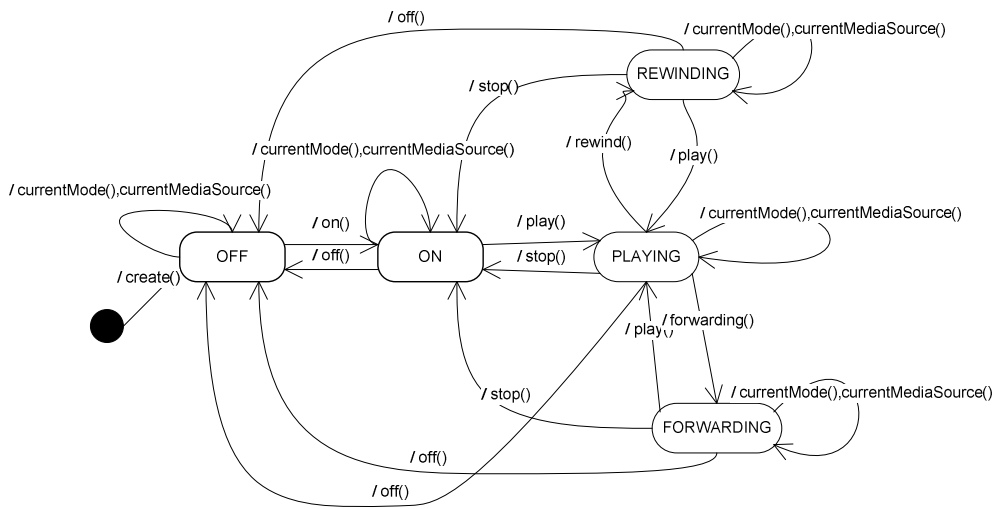 / off()
/ currentMode(),currentMediaSource()
REWINDING
/ stop()
/ rewind()
/ currentMode(),currentMediaSource()
/ play()
/ currentMode(),currentMediaSource()
/ currentMode(),currentMediaSource()
/ on()
/ play()
OFF
/ off()
ON
/ stop()
PLAYING
/ create()
/ play()
/ forwarding()
/ stop()
/ currentMode(),currentMediaSource()
FORWARDING
/ off()
/ off()